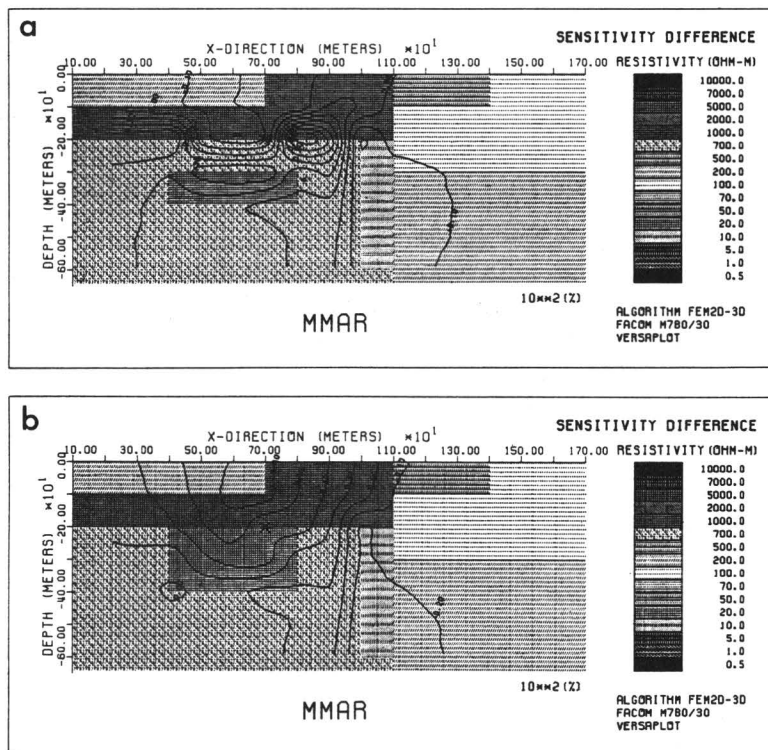 a
X-DIRECTION (METERS) ×10¹
SENSITIVITY DIFFERENCE
10.00 30.00 50.00 70.00 90.00 110.00 130.00 150.00 170.00
RESISTIVITY (OHM-M)
DEPTH (METERS) ×10¹
0.00
-20.00
-40.00
-60.00
10000.0
7000.0
5000.0
2000.0
1000.0
700.0
500.0
200.0
100.0
70.0
50.0
20.0
10.0
5.0
1.0
0.5
10××2(%)
MMAR
ALGORITHM FEM2D-3D
FACOM M780/30
VERSAPLOT
b
X-DIRECTION (METERS) ×10¹
SENSITIVITY DIFFERENCE
10.00 30.00 50.00 70.00 90.00 110.00 130.00 150.00 170.00
RESISTIVITY (OHM-M)
DEPTH (METERS) ×10¹
0.00
-20.00
-40.00
-60.00
10000.0
7000.0
5000.0
2000.0
1000.0
700.0
500.0
200.0
100.0
70.0
50.0
20.0
10.0
5.0
1.0
0.5
10××2(%)
MMAR
ALGORITHM FEM2D-3D
FACOM M780/30
VERSAPLOT